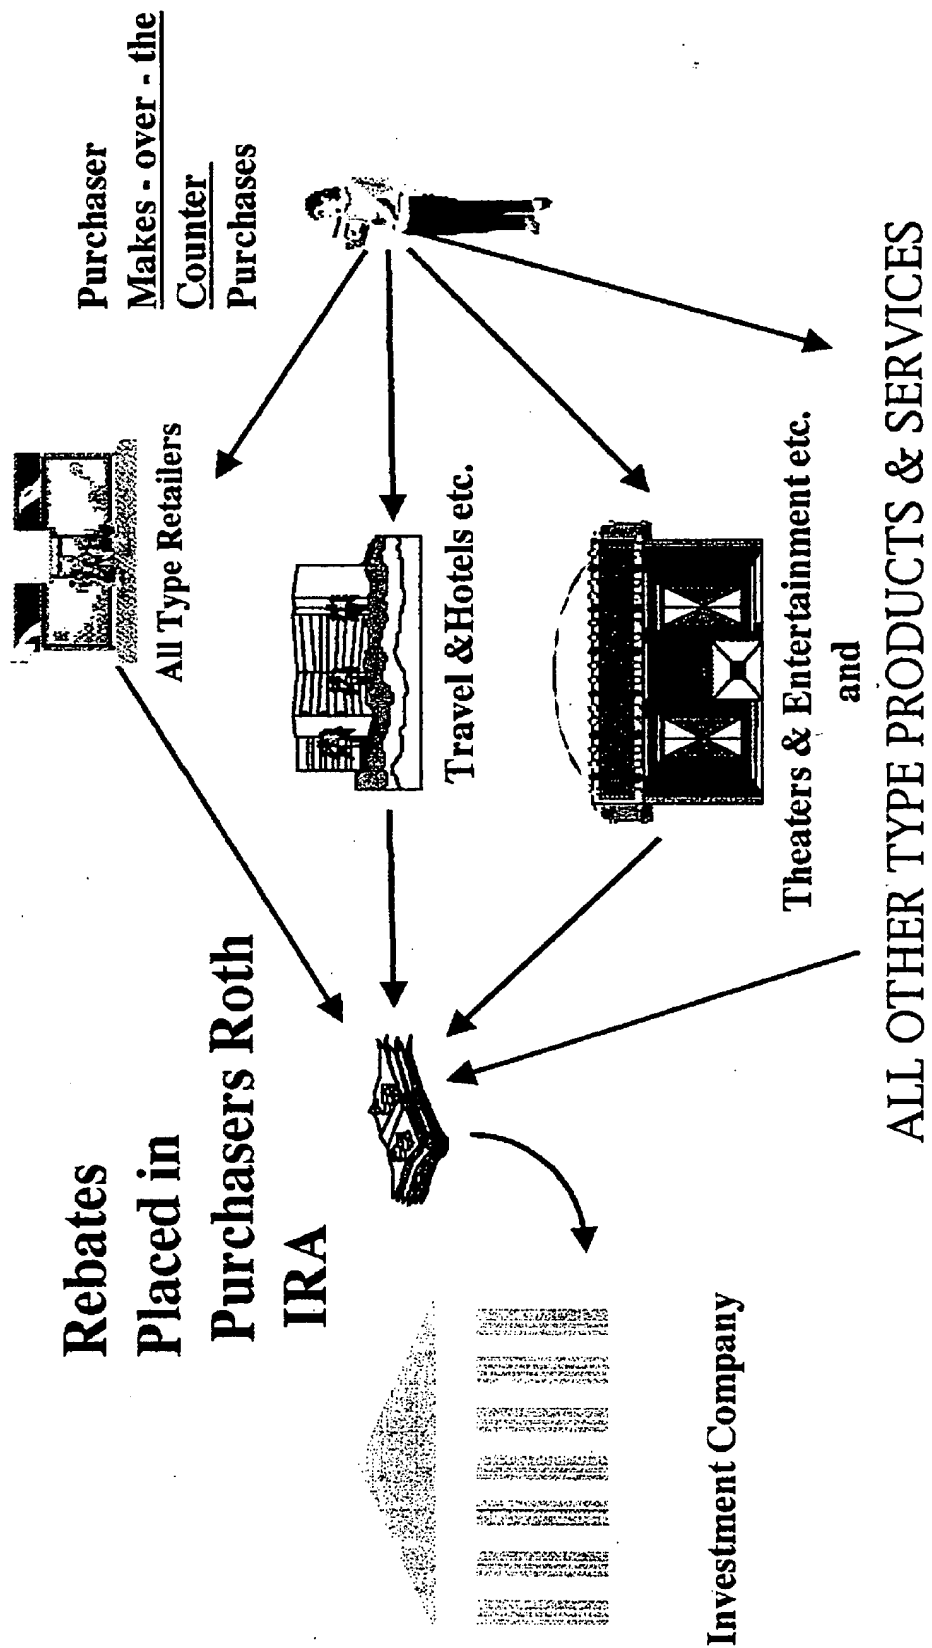 Rebates
Placed in
Purchasers Roth
IRA
Purchaser
Makes - over - the
Counter
Purchases
All Type Retailers
Travel &Hotels etc.
Theaters & Entertainment etc.
and
ALL OTHER TYPE PRODUCTS & SERVICES
Investment Company